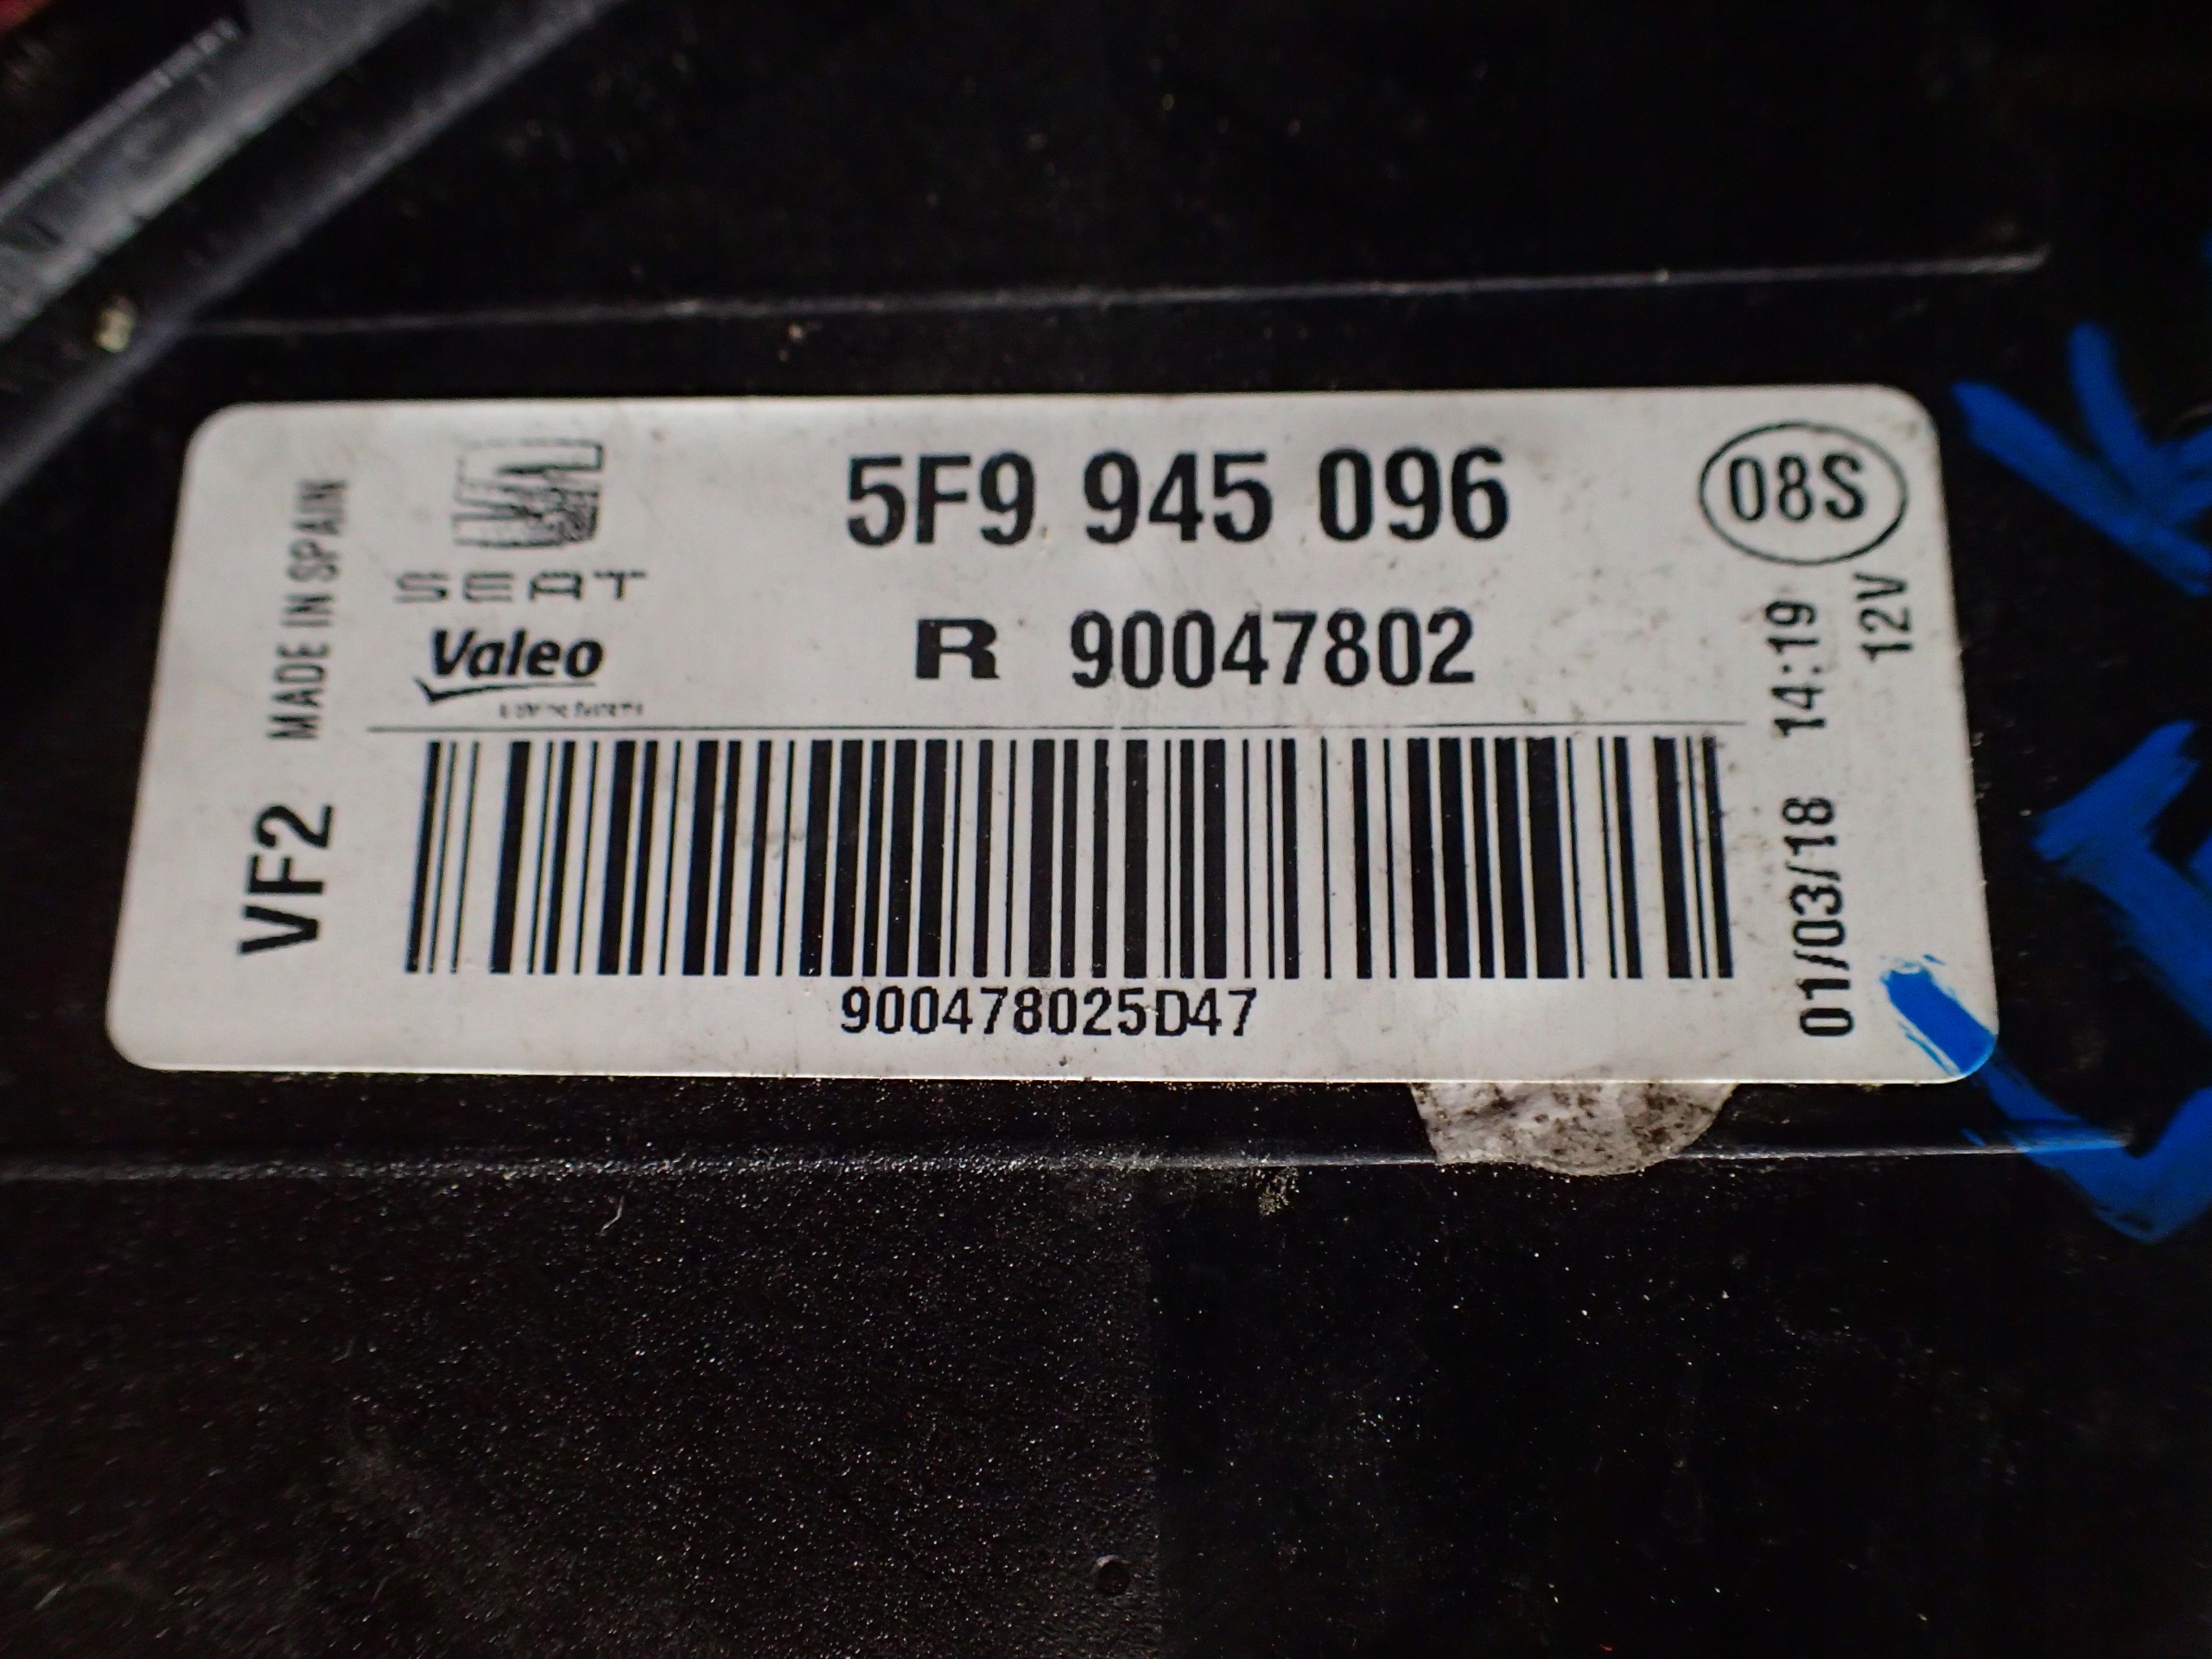 5F9 945 096
08S
SEAT
Valeo
R 90047802
MADE IN SPAIN
VF2
900478025D47
01/03/18 14:19
12V